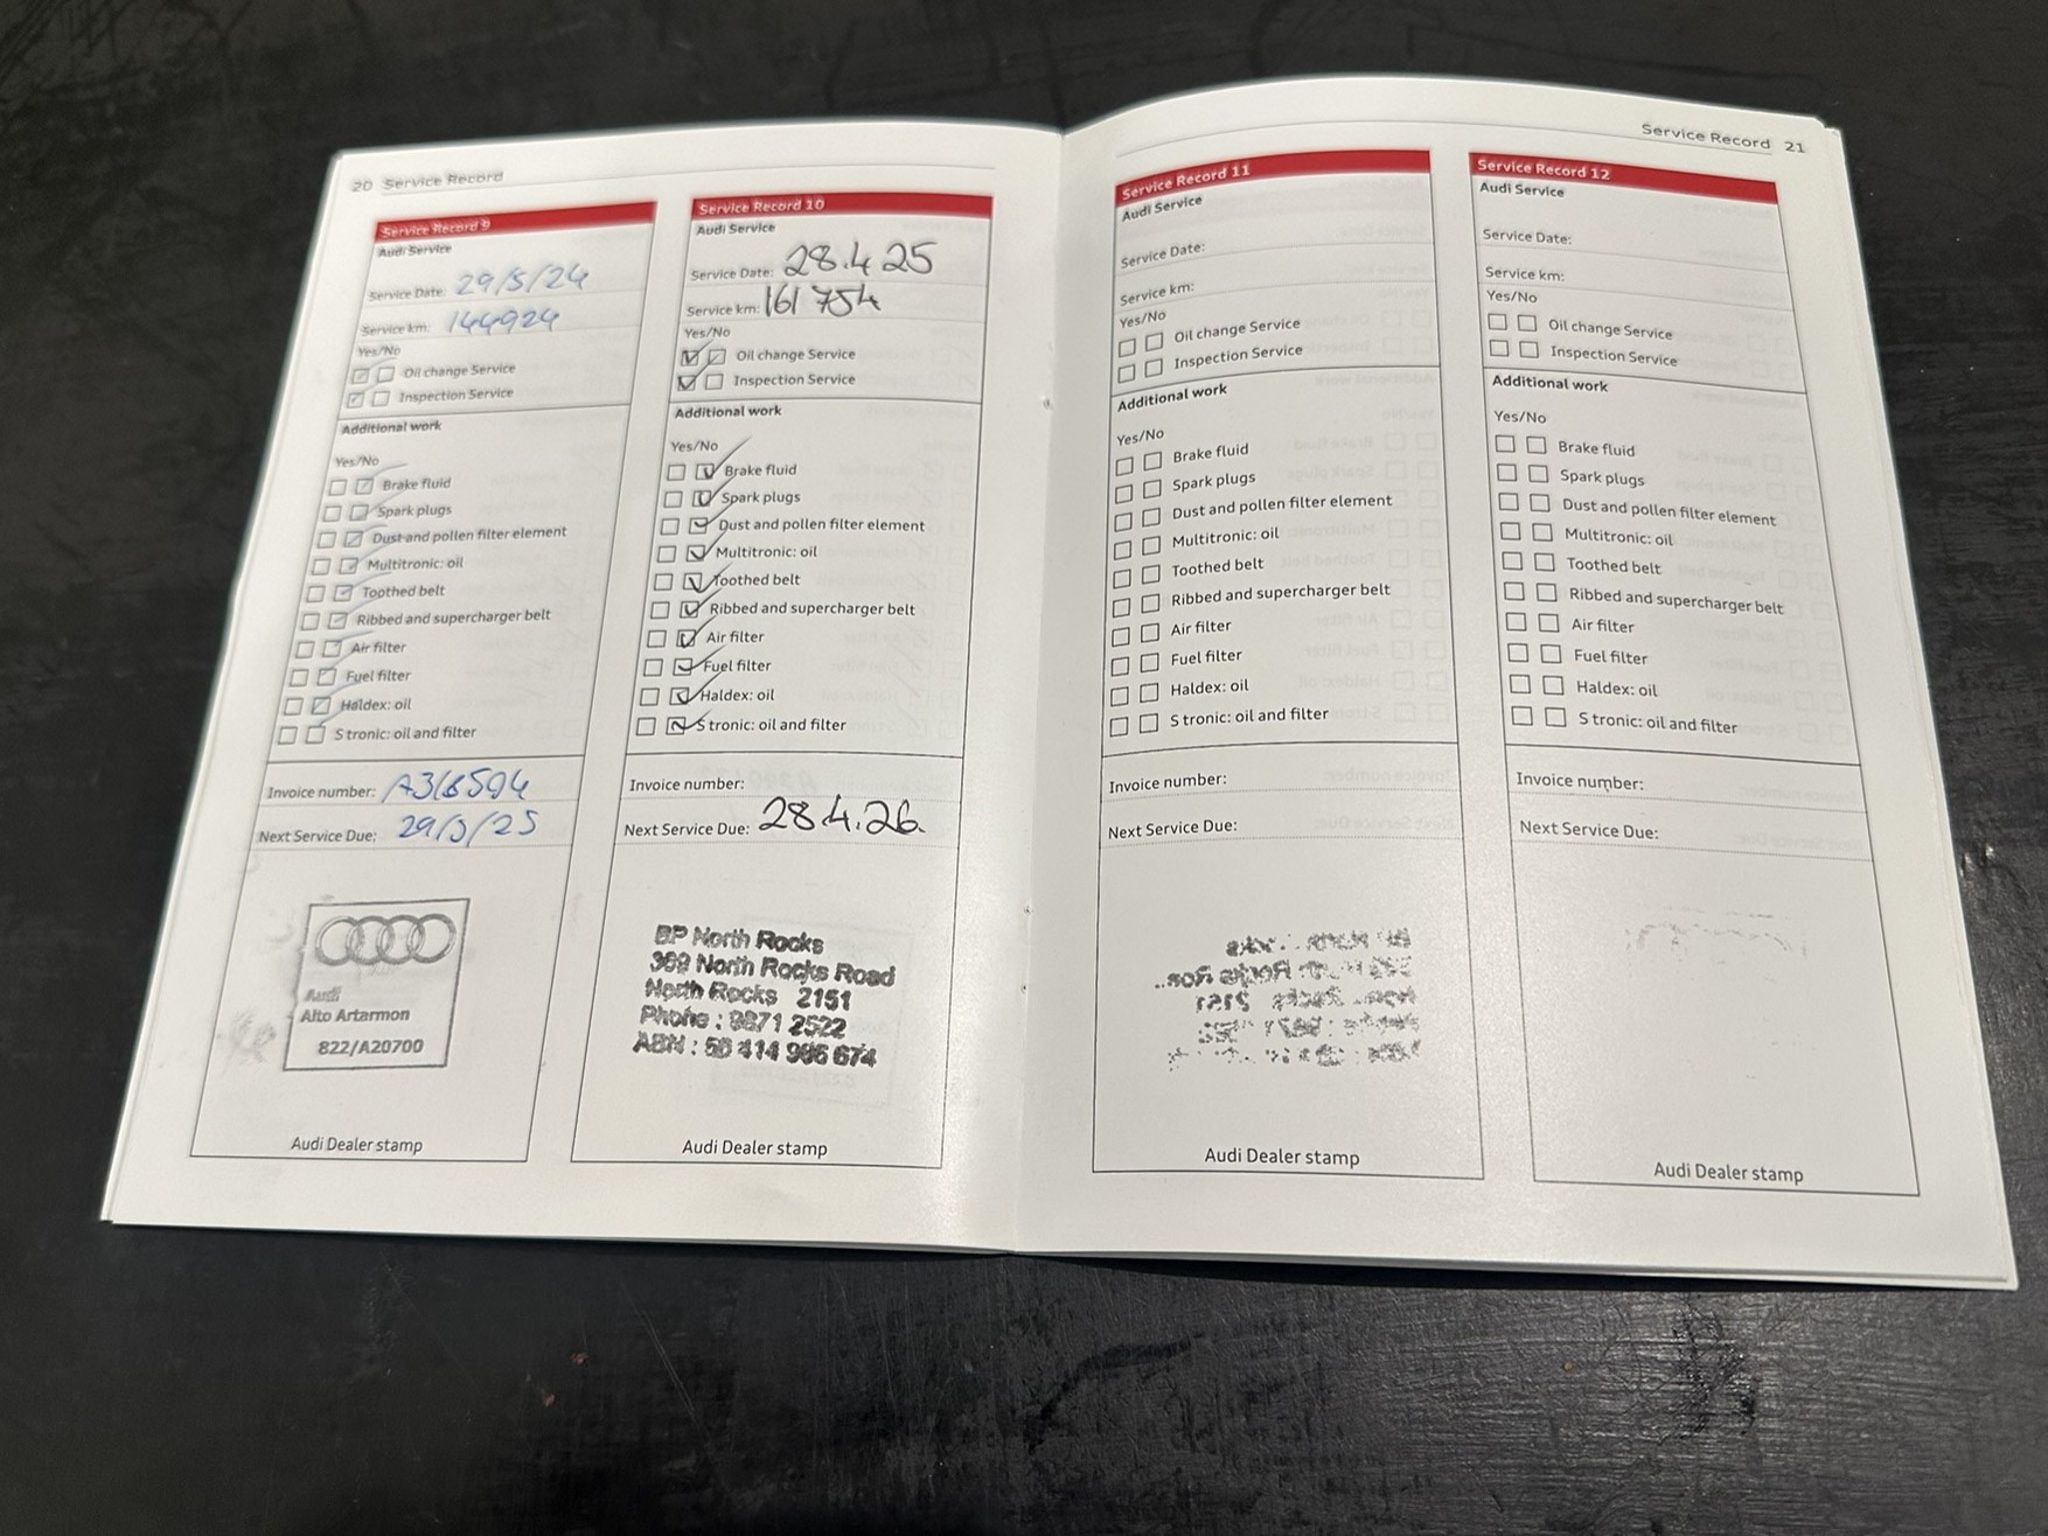 20 Service Record
Service Record 9
Audi Service
Service Date: 29/5/24
Service km: 144924
Yes/No
Oil change Service
Inspection Service
Additional work
Yes/No
Brake fluid
Spark plugs
Dust and pollen filter element
Multitronic: oil
Toothed belt
Ribbed and supercharger belt
Air filter
Fuel filter
Haldex: oil
S tronic: oil and filter
Invoice number:
Next Service Due: 29/5/25
Audi
Alto Artarmon
822/A20700
Audi Dealer stamp
Service Record 10
Audi Service
Service Date: 28.4 25
Service km: 161 754
Yes/No
Oil change Service
Inspection Service
Additional work
Yes/No
Brake fluid
Spark plugs
Dust and pollen filter element
Multitronic: oil
Toothed belt
Ribbed and supercharger belt
Air filter
Fuel filter
Haldex: oil
S tronic: oil and filter
Invoice number:
Next Service Due: 28.4.26.
BP North Rocks
369 North Rocks Road
North Rocks 2151
Phone : 9871 2522
ABN : 414 674
Audi Dealer stamp
Service Record 21
Service Record 11
Audi Service
Service Date:
Service km:
Yes/No
Oil change Service
Inspection Service
Additional work
Yes/No
Brake fluid
Spark plugs
Dust and pollen filter element
Multitronic: oil
Toothed belt
Ribbed and supercharger belt
Air filter
Fuel filter
Haldex: oil
S tronic: oil and filter
Invoice number:
Next Service Due:
Audi Dealer stamp
Service Record 12
Audi Service
Service Date:
Service km:
Yes/No
Oil change Service
Inspection Service
Additional work
Yes/No
Brake fluid
Spark plugs
Dust and pollen filter element
Multitronic: oil
Toothed belt
Ribbed and supercharger belt
Air filter
Fuel filter
Haldex: oil
S tronic: oil and filter
Invoice number:
Next Service Due:
Audi Dealer stamp